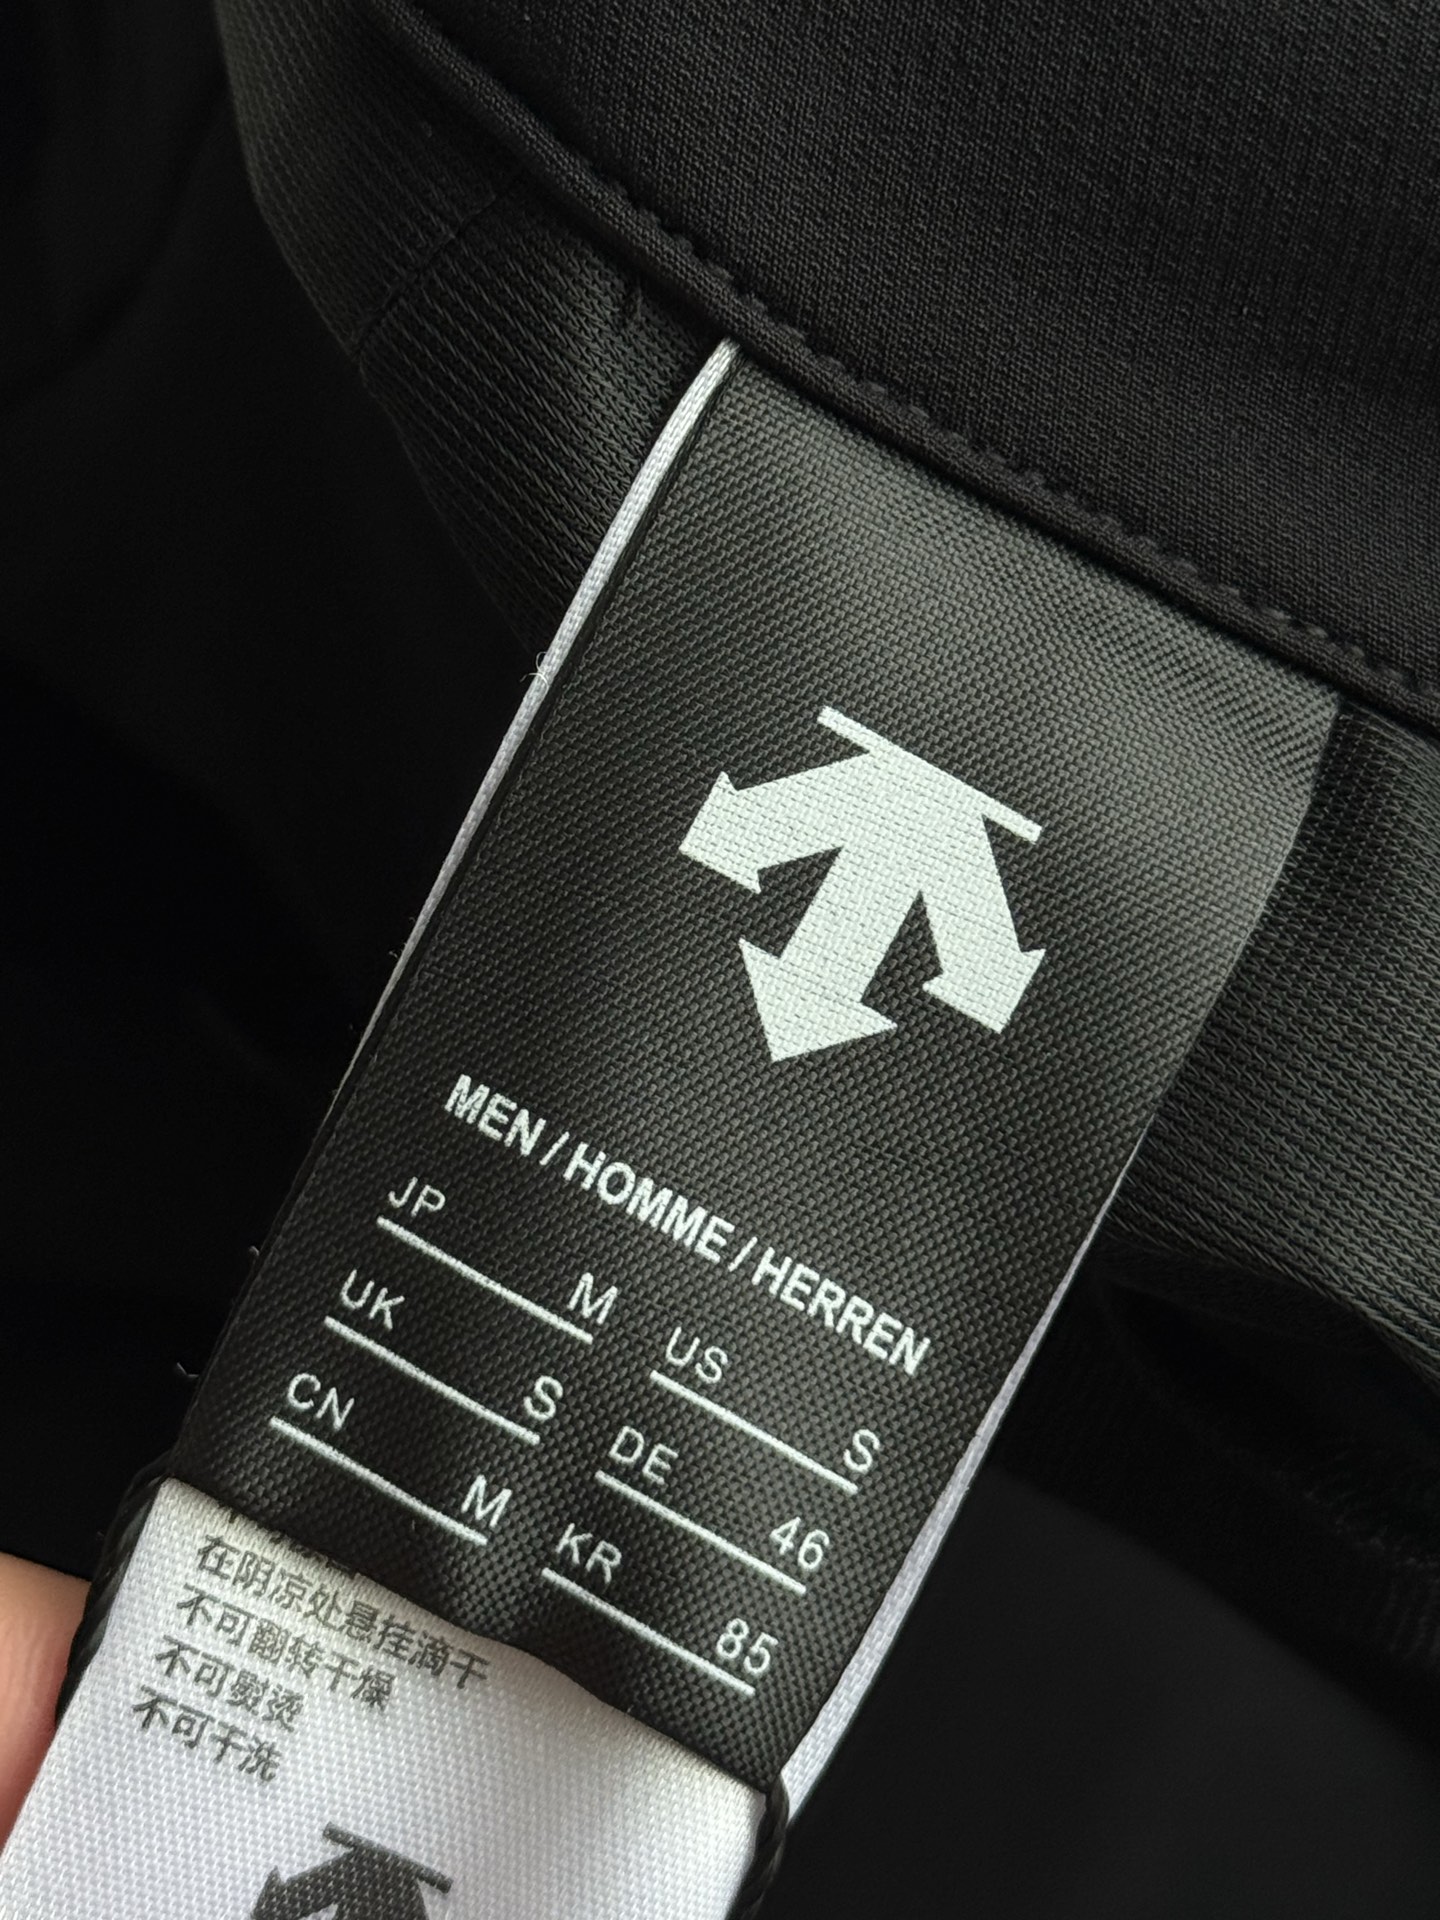 MEN / HOMME / HERREN
JP M
US S
UK S
DE 46
CN M
KR 85
在阴凉处悬挂滴干
不可翻转干燥
不可熨烫
不可干洗